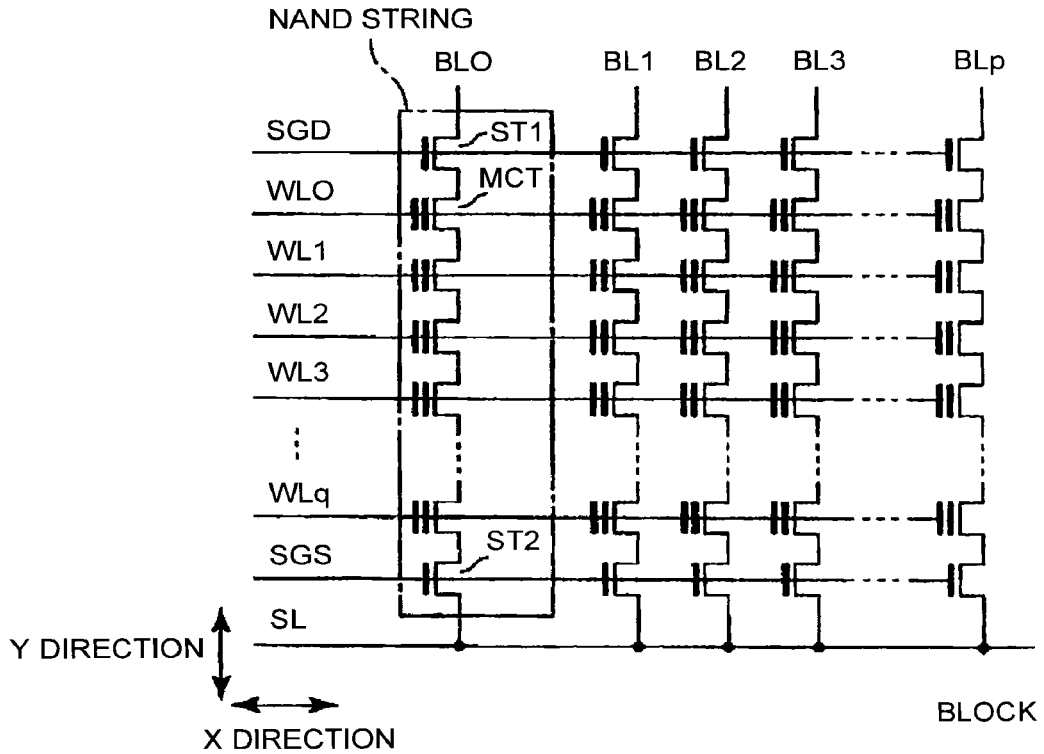 NAND STRING
BLO BL1 BL2 BL3 BLp
SGD ST1
WLO MCT
WL1
WL2
WL3
WLq
SGS ST2
SL
Y DIRECTION
X DIRECTION
BLOCK